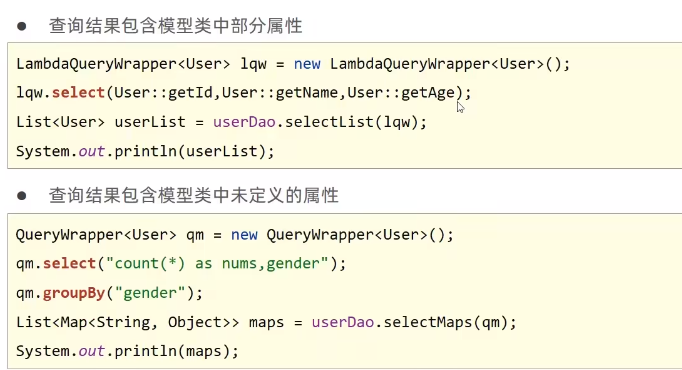 ● 查询结果包含模型类中部分属性
LambdaQueryWrapper<User> lqw = new LambdaQueryWrapper<User>();
lqw.select(User::getId,User::getName,User::getAge);
List<User> userList = userDao.selectList(lqw);
System.out.println(userList);
● 查询结果包含模型类中未定义的属性
QueryWrapper<User> qm = new QueryWrapper<User>();
qm.select("count(*) as nums,gender");
qm.groupBy("gender");
List<Map<String, Object>> maps = userDao.selectMaps(qm);
System.out.println(maps);